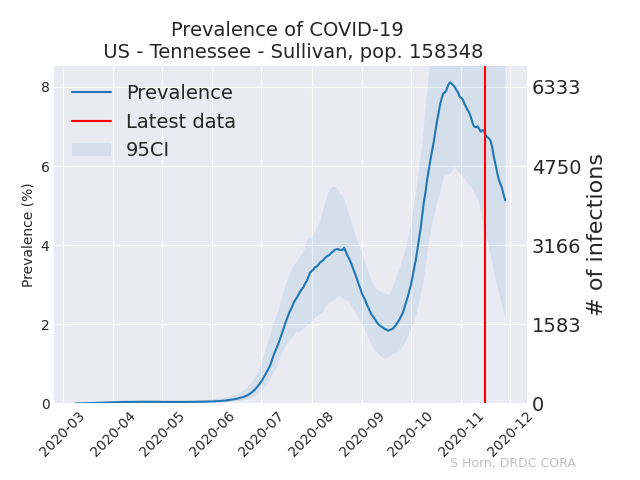 Prevalence of COVID-19
US - Tennessee - Sullivan, pop. 158348
Prevalence
Latest data
95CI
Prevalence (%)
8
6
4
2
0
6333
4750
3166
1583
0
# of infections
2020-03
2020-04
2020-05
2020-06
2020-07
2020-08
2020-09
2020-10
2020-11
2020-12
S Horn, DRDC CORA